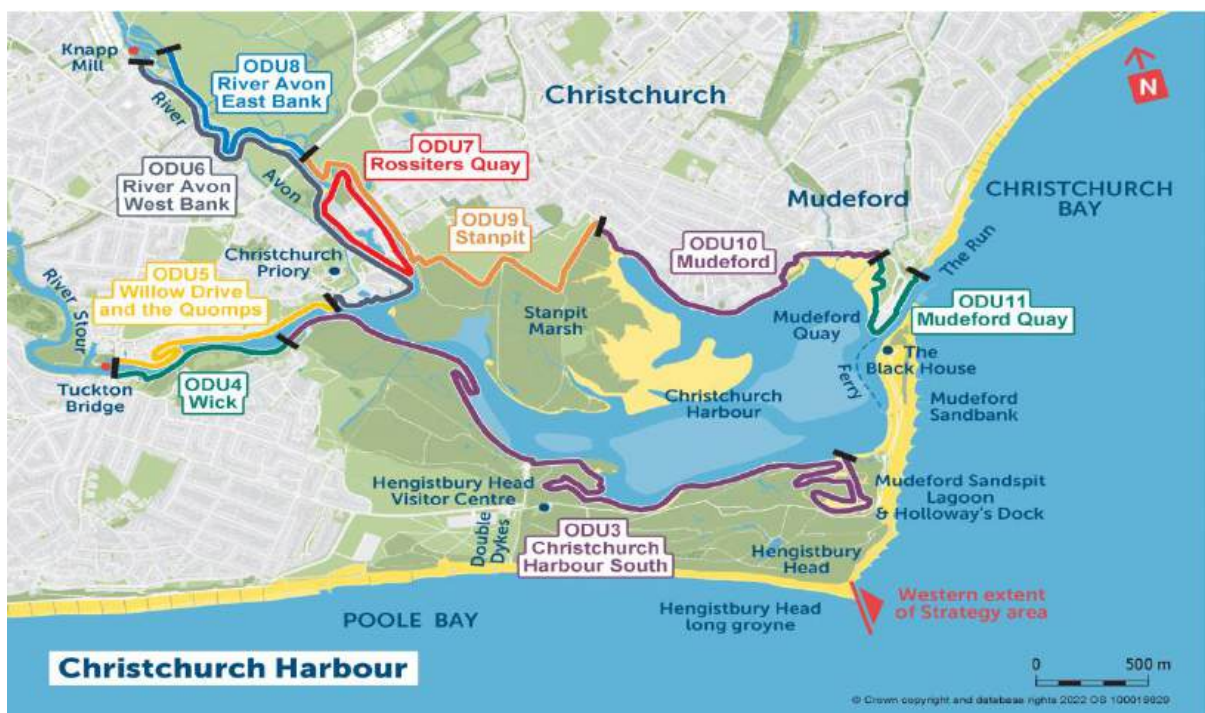 Knapp
Mill
ODU8
River Avon
East Bank
Christchurch
N
River
ODU7
Rossiters Quay
ODU6
River Avon
West Bank
Avon
Mudeford
CHRISTCHURCH
BAY
ODU9
Stanpit
ODU10
Mudeford
The Run
Christchurch
Priory
ODU5
Willow Drive
and the Quomps
River
Stour
Stanpit
Marsh
Mudeford
Quay
ODU11
Mudeford Quay
The
Black House
Ferry
Tuckton
Bridge
ODU4
Wick
Christchurch
Harbour
Mudeford
Sandbank
Hengistbury Head
Visitor Centre
Mudeford Sandspit
Lagoon
& Holloway's Dock
Double
Dykes
ODU3
Christchurch
Harbour South
Hengistbury
Head
Western extent
of Strategy area
POOLE BAY
Hengistbury Head
long groyne
Christchurch Harbour
0 500 m
© Crown copyright and database rights 2022 OS 100019829